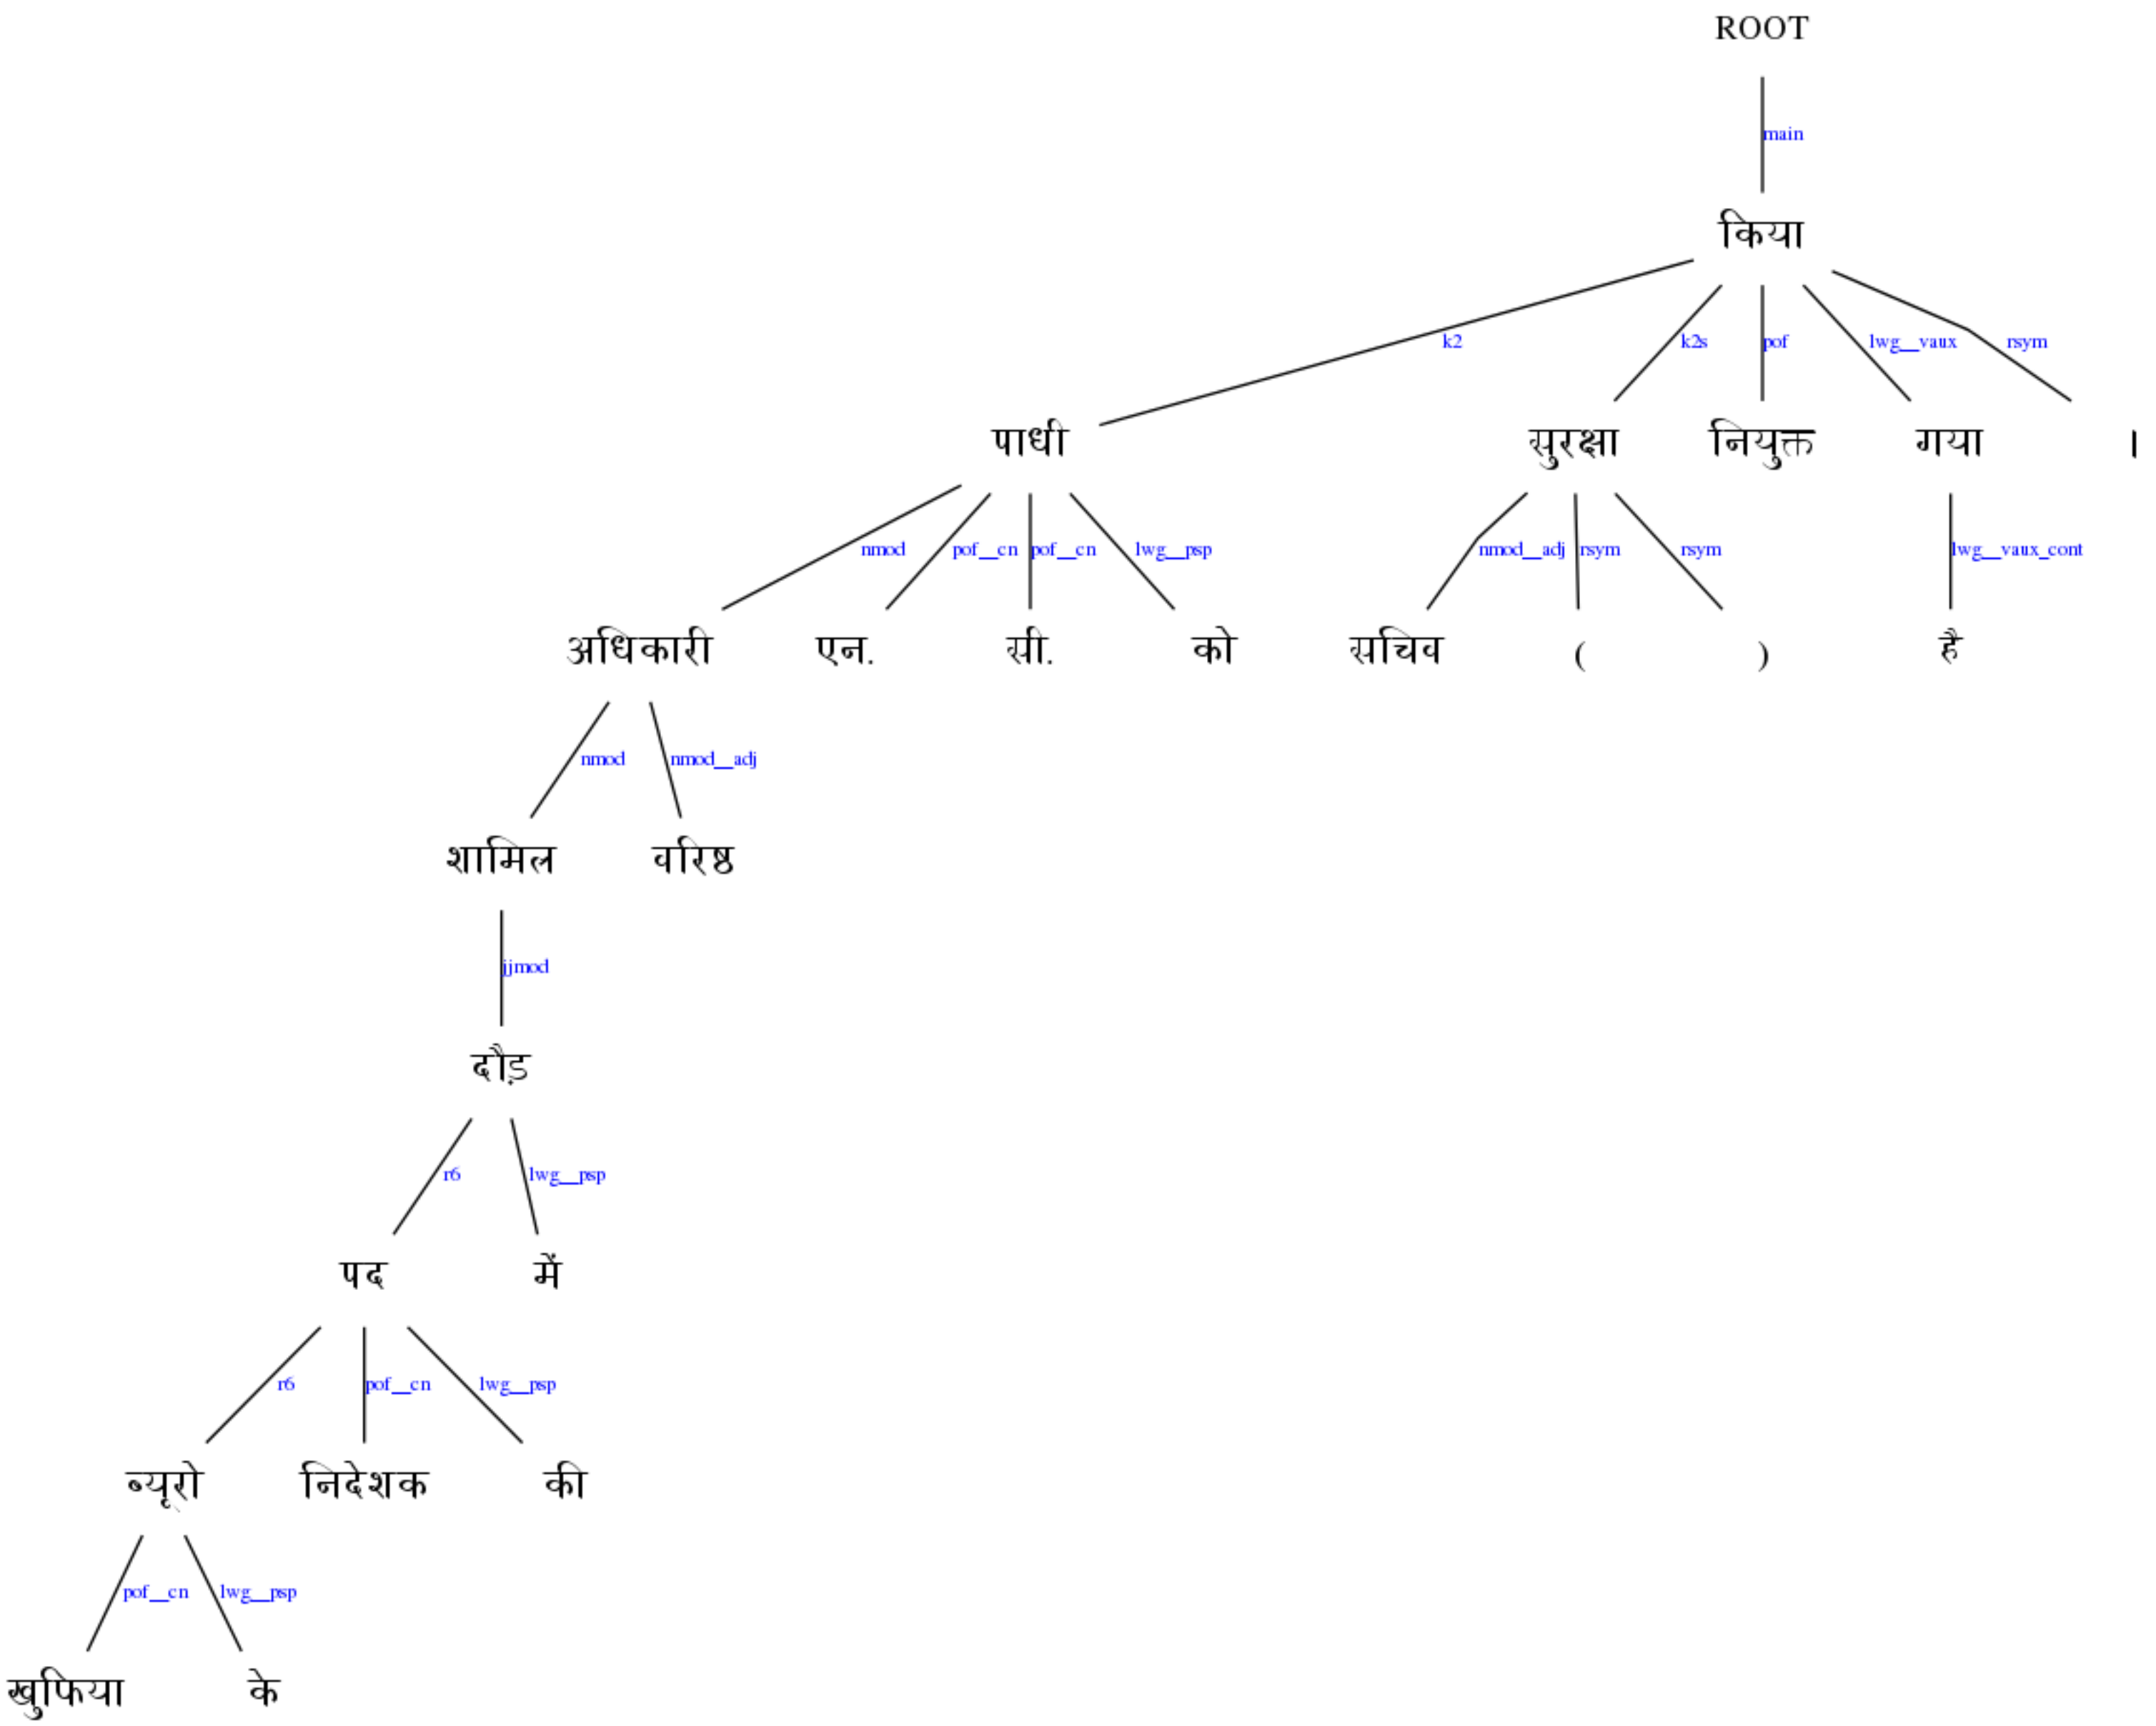 ROOT
main
किया
k2 k2s pof lwg__vaux rsym
पाधी सुरक्षा नियुक्त गया ।
nmod pof__cn pof__cn lwg__psp nmod__adj rsym rsym lwg__vaux_cont
अधिकारी एन. सी. को सचिव ( ) है
nmod nmod__adj
शामिल वरिष्ठ
jjmod
दौड़
r6 lwg__psp
पद में
r6 pof__cn lwg__psp
ब्यूरो निदेशक की
pof__cn lwg__psp
खुफिया के